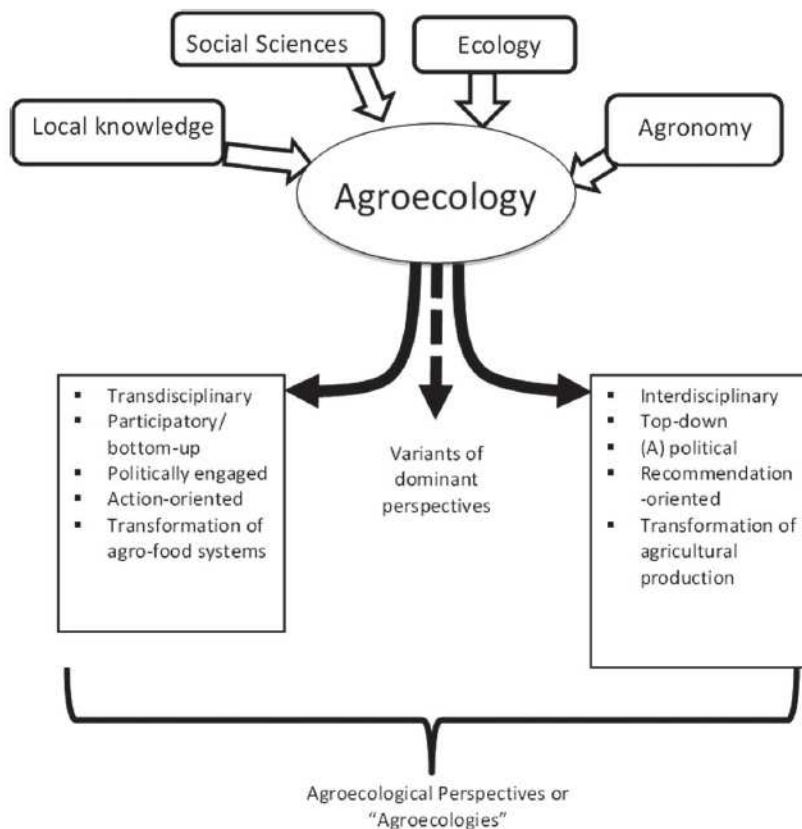 Social Sciences
Ecology
Local knowledge
Agronomy
Agroecology
▪ Transdisciplinary
▪ Participatory/
bottom-up
▪ Politically engaged
▪ Action-oriented
▪ Transformation of
agro-food systems
Variants of
dominant
perspectives
▪ Interdisciplinary
▪ Top-down
▪ (A) political
▪ Recommendation
-oriented
▪ Transformation of
agricultural
production
Agroecological Perspectives or
“Agroecologies”